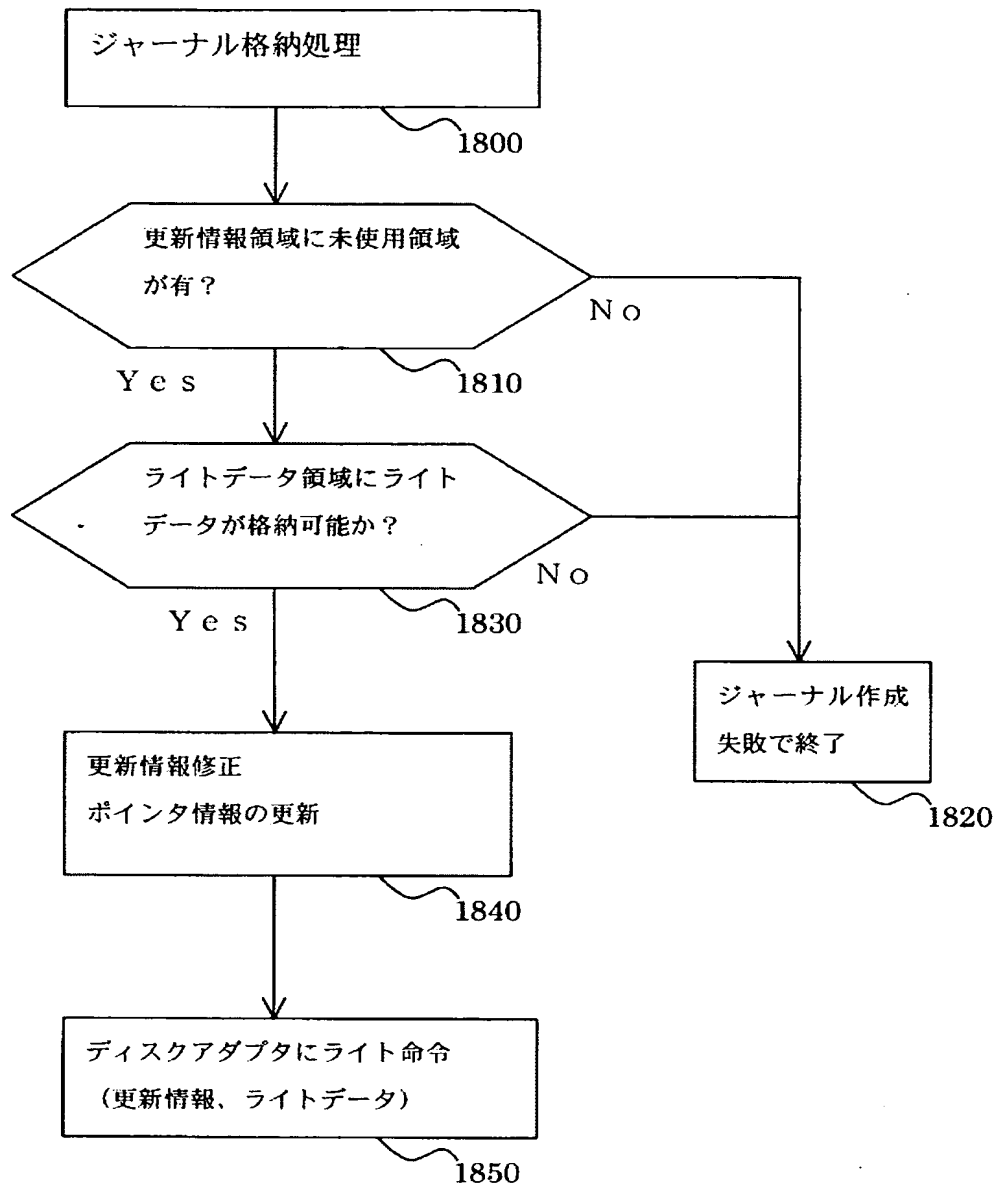 ジャーナル格納処理
1800
更新情報領域に未使用領域
が有？
No
Yes
1810
ライトデータ領域にライト
データが格納可能か？
No
Yes
1830
ジャーナル作成
失敗で終了
1820
更新情報修正
ポインタ情報の更新
1840
ディスクアダプタにライト命令
（更新情報、ライトデータ）
1850